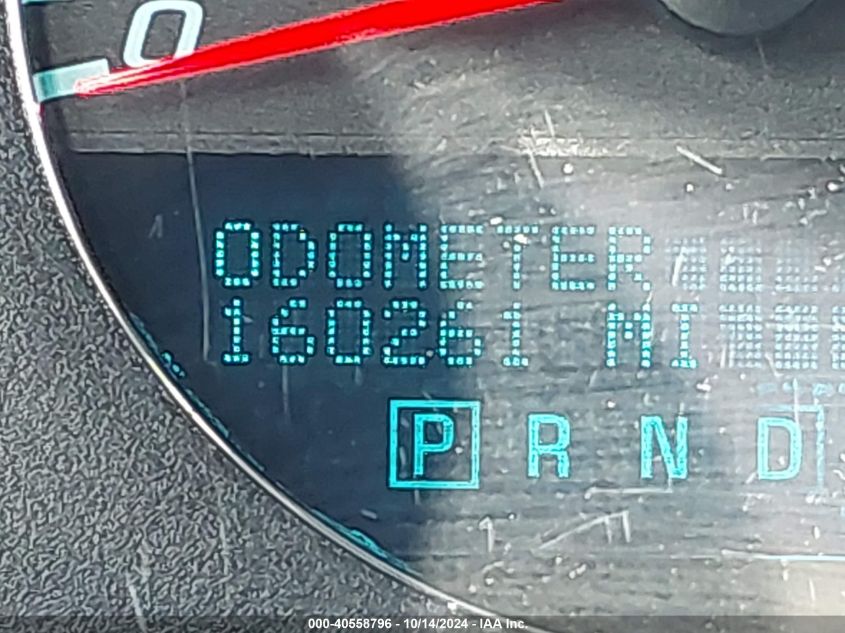 0
ODOMETER
160261 MI
P R N D
000-40558796 - 10/14/2024 - IAA Inc.